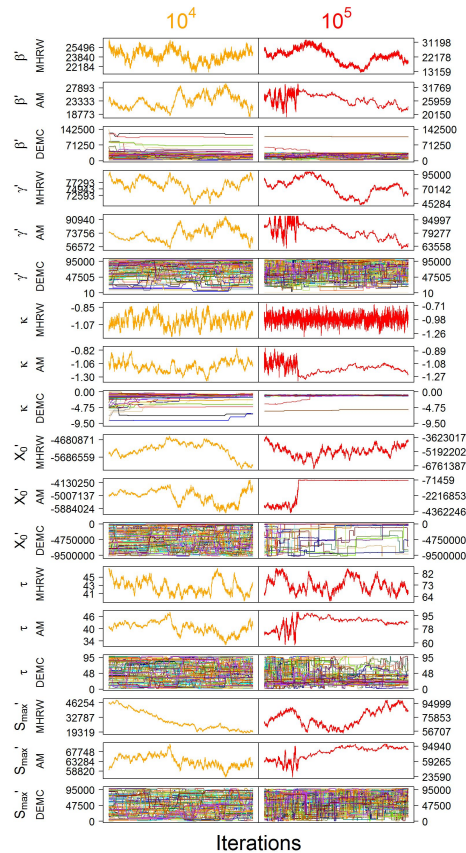 10⁴ 10⁵
β' MHRW 25496 23840 22184 31198 22178 13159
β' AM 27893 23333 18773 31769 25959 20150
β' DEMC 142500 71250 0 142500 71250 0
γ' MHRW 77293 74943 72593 95000 70142 45284
γ' AM 90940 73756 56572 94997 79277 63558
γ' DEMC 95000 47505 10 95000 47505 10
κ MHRW -0.85 -1.07 -0.71 -0.98 -1.26
κ AM -0.82 -1.06 -1.30 -0.89 -1.08 -1.27
κ DEMC 0.00 -4.75 -9.50 0.00 -4.75 -9.50
X₀' MHRW -4680871 -5686559 -3623017 -5192202 -6761387
X₀' AM -4130250 -5007137 -5884024 -71459 -2216853 -4362246
X₀' DEMC 0 -4750000 -9500000 0 -4750000 -9500000
τ MHRW 45 43 41 82 73 64
τ AM 46 40 34 95 78 60
τ DEMC 95 48 0 95 48 0
Sₘₐₓ' MHRW 46254 32787 19319 94999 75853 56707
Sₘₐₓ' AM 67748 63284 58820 94940 59265 23590
Sₘₐₓ' DEMC 95000 47500 0 95000 47500 0
Iterations